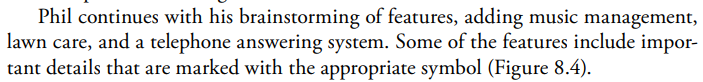 Phil continues with his brainstorming of features, adding music management,
lawn care, and a telephone answering system. Some of the features include impor-
tant details that are marked with the appropriate symbol (Figure 8.4).